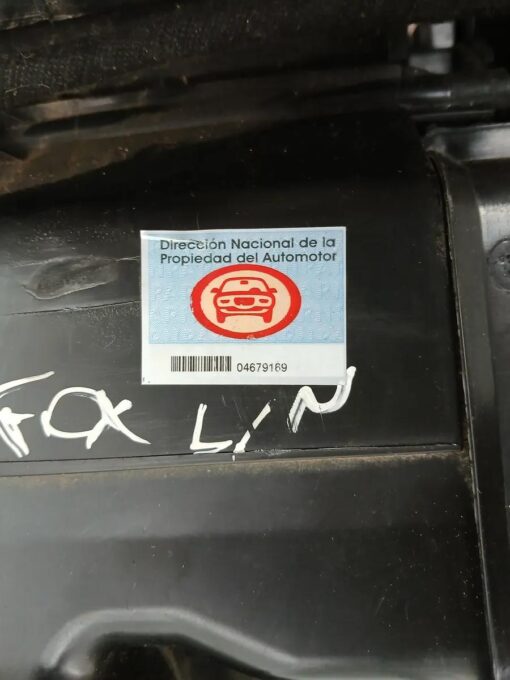 Dirección Nacional de la
Propiedad del Automotor
04679169
FOX LIN